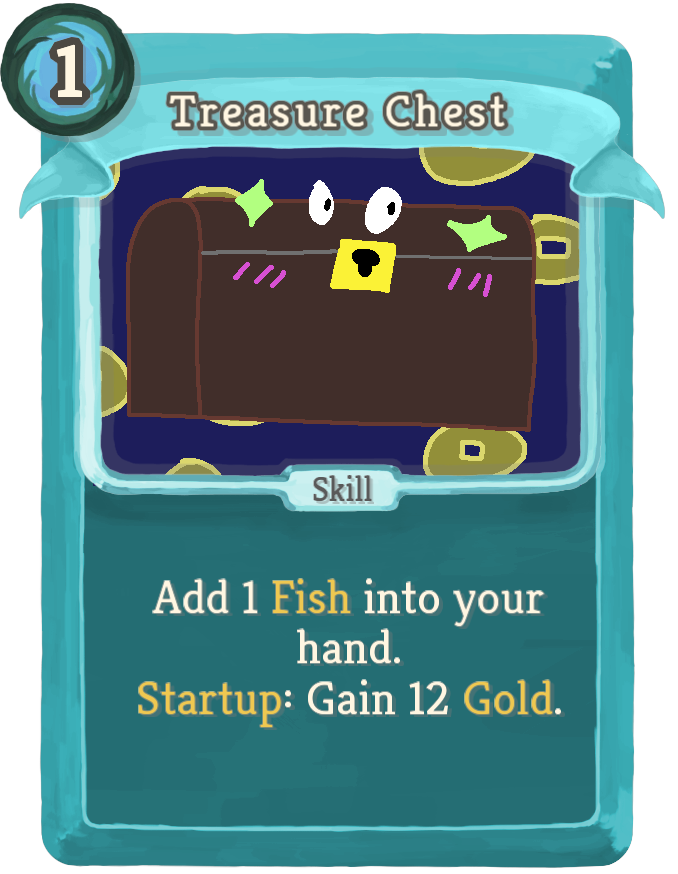 1
Treasure Chest
Skill
Add 1 Fish into your
hand.
Startup: Gain 12 Gold.